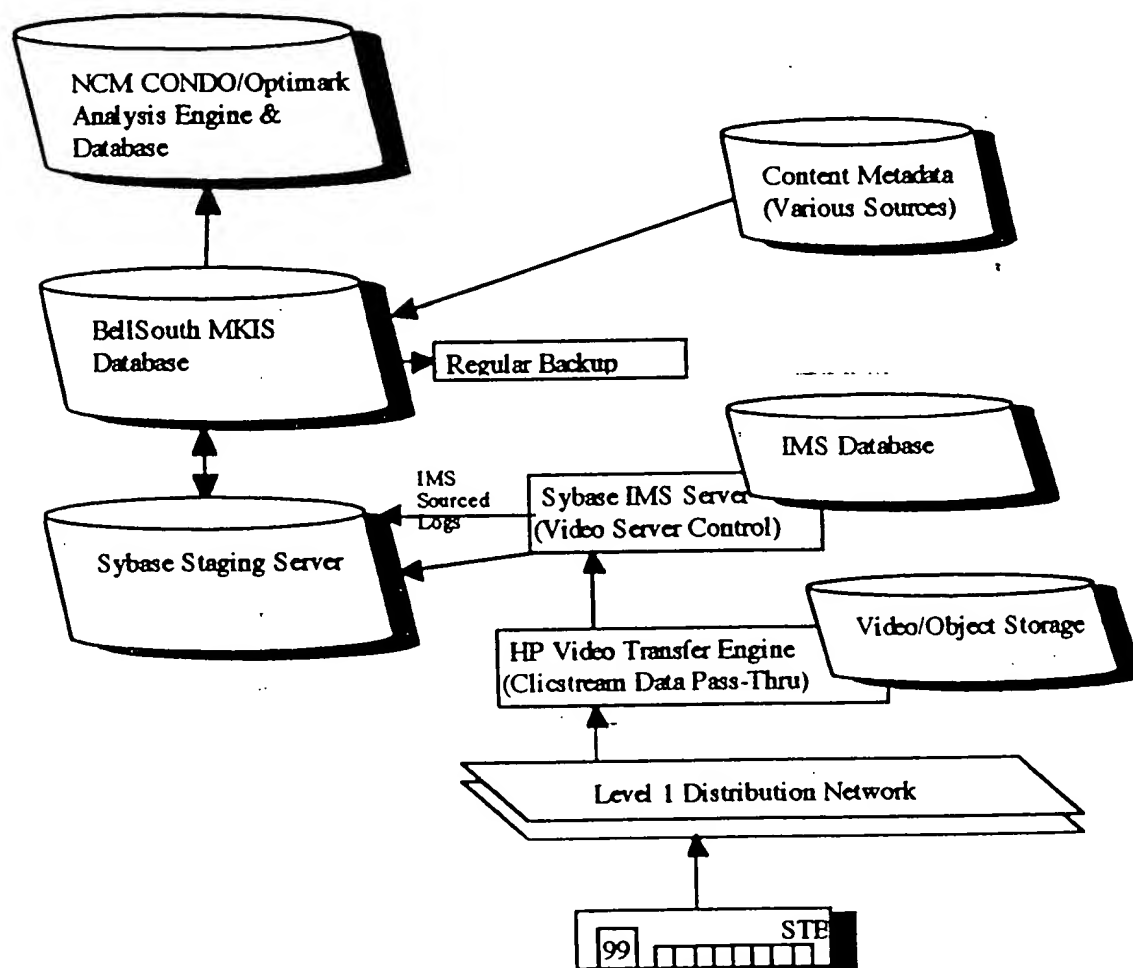 NCM CONDO/Optimark
Analysis Engine &
Database
Content Metadata
(Various Sources)
BellSouth MKIS
Database
Regular Backup
IMS Database
IMS
Sourced
Logs
Sybase IMS Server
(Video Server Control)
Sybase Staging Server
Video/Object Storage
HP Video Transfer Engine
(Clicstream Data Pass-Thru)
Level 1 Distribution Network
STB
99